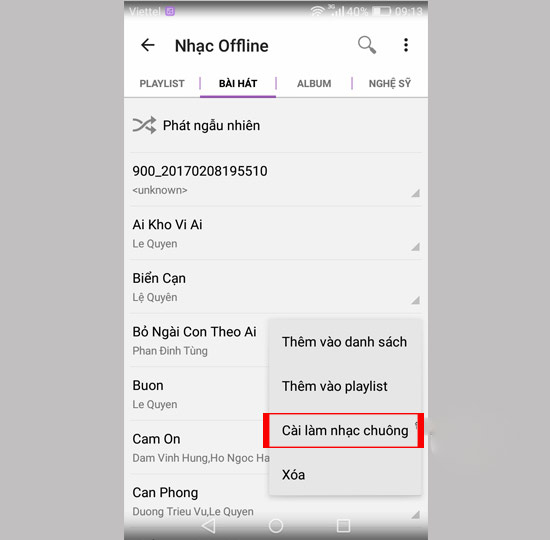 Viettel 3G 40% 09:13
Nhạc Offline
PLAYLIST BÀI HÁT ALBUM NGHỆ SỸ
Phát ngẫu nhiên
900_20170208195510
<unknown>
Ai Kho Vi Ai
Le Quyen
Biển Cạn
Lệ Quyên
Bỏ Ngài Con Theo Ai
Phan Đinh Tùng
Buon
Le Quyen
Cam On
Dam Vinh Hung,Ho Ngoc Ha
Can Phong
Duong Trieu Vu,Le Quyen
Thêm vào danh sách
Thêm vào playlist
Cài làm nhạc chuông
Xóa